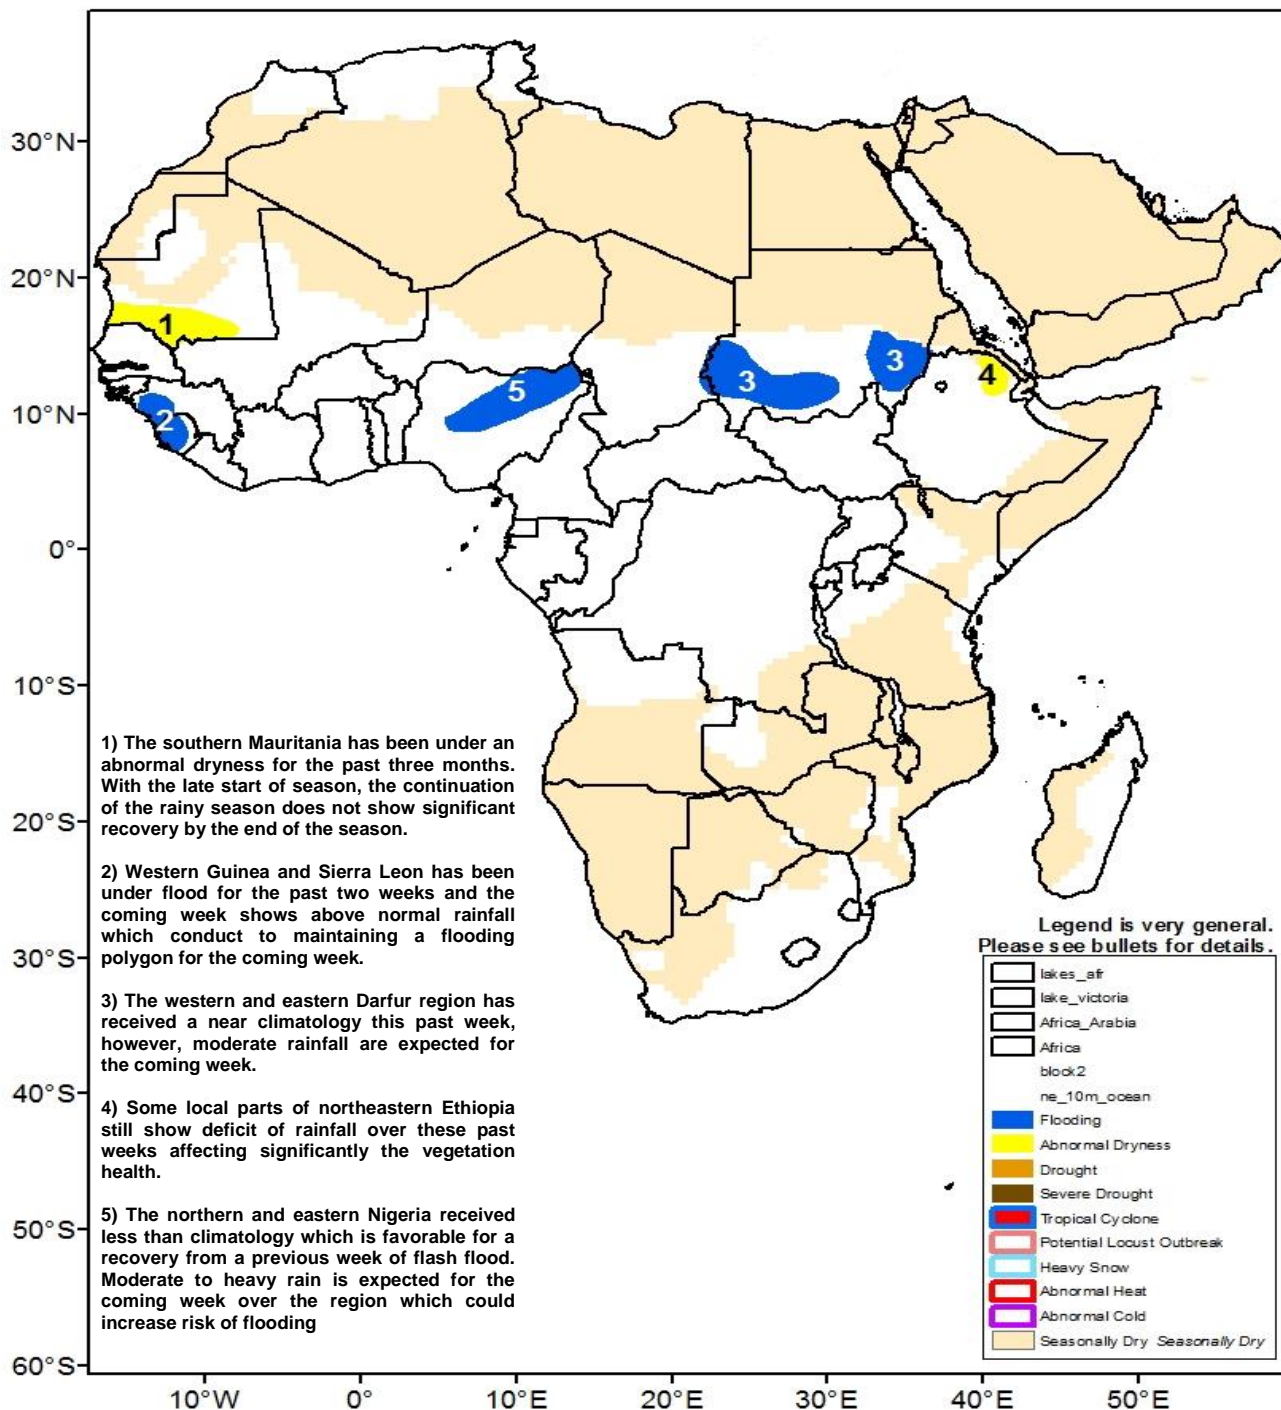 30°N
20°N
10°N
0°
10°S
20°S
30°S
40°S
50°S
60°S
10°W
0°
10°E
20°E
30°E
40°E
50°E
1
2
3
3
4
5
1) The southern Mauritania has been under an
abnormal dryness for the past three months.
With the late start of season, the continuation
of the rainy season does not show significant
recovery by the end of the season.
2) Western Guinea and Sierra Leon has been
under flood for the past two weeks and the
coming week shows above normal rainfall
which conduct to maintaining a flooding
polygon for the coming week.
3) The western and eastern Darfur region has
received a near climatology this past week,
however, moderate rainfall are expected for
the coming week.
4) Some local parts of northeastern Ethiopia
still show deficit of rainfall over these past
weeks affecting significantly the vegetation
health.
5) The northern and eastern Nigeria received
less than climatology which is favorable for a
recovery from a previous week of flash flood.
Moderate to heavy rain is expected for the
coming week over the region which could
increase risk of flooding
Legend is very general.
Please see bullets for details.
lakes_afr
lake_victoria
Africa_Arabia
Africa
block2
ne_10m_ocean
Flooding
Abnormal Dryness
Drought
Severe Drought
Tropical Cyclone
Potential Locust Outbreak
Heavy Snow
Abnormal Heat
Abnormal Cold
Seasonally Dry Seasonally Dry